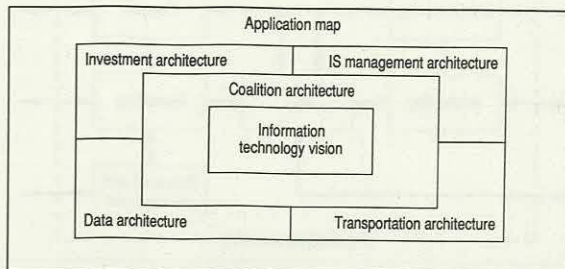 Application map
Investment architecture
IS management architecture
Coalition architecture
Information
technology vision
Data architecture
Transportation architecture